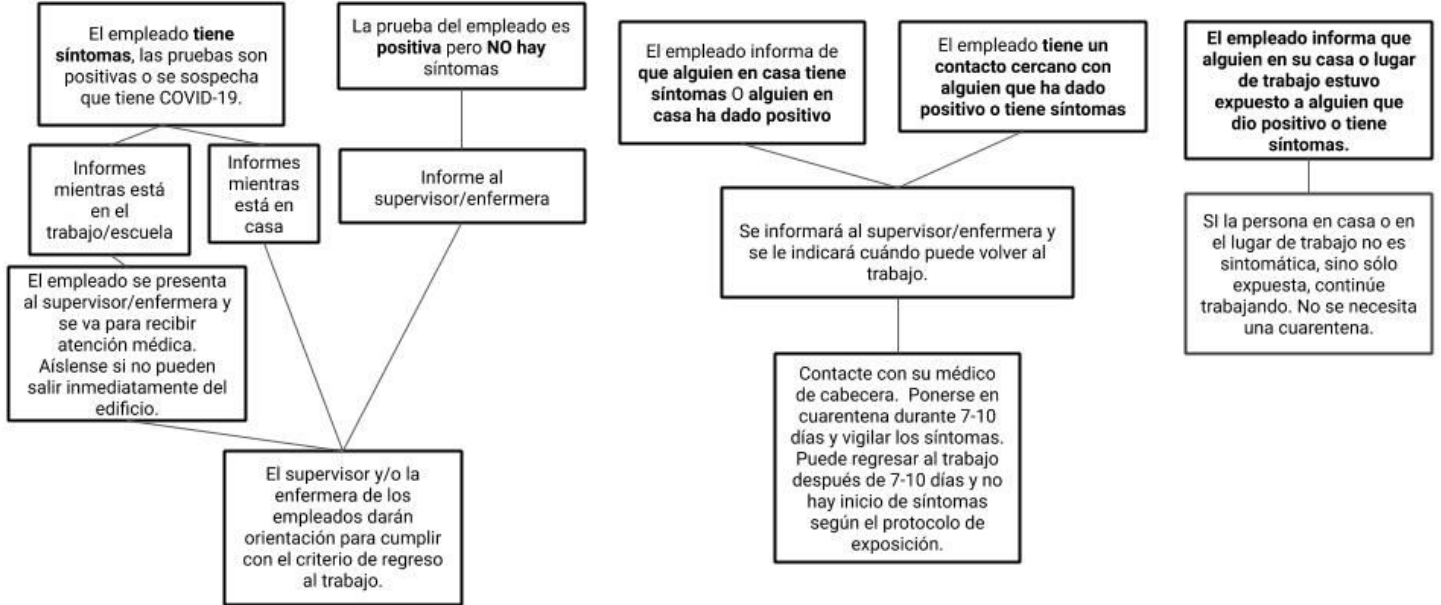 El empleado tiene
síntomas, las pruebas son
positivas o se sospecha
que tiene COVID-19.
Informes
mientras está
en el
trabajo/escuela
Informes
mientras
está en
casa
El empleado se presenta
al supervisor/enfermera y
se va para recibir
atención médica.
Aíslense si no pueden
salir inmediatamente del
edificio.
La prueba del empleado es
positiva pero NO hay
síntomas
Informe al
supervisor/enfermera
El supervisor y/o la
enfermera de los
empleados darán
orientación para cumplir
con el criterio de regreso
al trabajo.
El empleado informa de
que alguien en casa tiene
síntomas O alguien en
casa ha dado positivo
El empleado tiene un
contacto cercano con
alguien que ha dado
positivo o tiene síntomas
Se informará al supervisor/enfermera y
se le indicará cuándo puede volver al
trabajo.
Contacte con su médico
de cabecera. Ponerse en
cuarentena durante 7-10
días y vigilar los síntomas.
Puede regresar al trabajo
después de 7-10 días y no
hay inicio de síntomas
según el protocolo de
exposición.
El empleado informa que
alguien en su casa o lugar
de trabajo estuvo
expuesto a alguien que
dio positivo o tiene
síntomas.
SI la persona en casa o en
el lugar de trabajo no es
sintomática, sino sólo
expuesta, continúe
trabajando. No se necesita
una cuarentena.